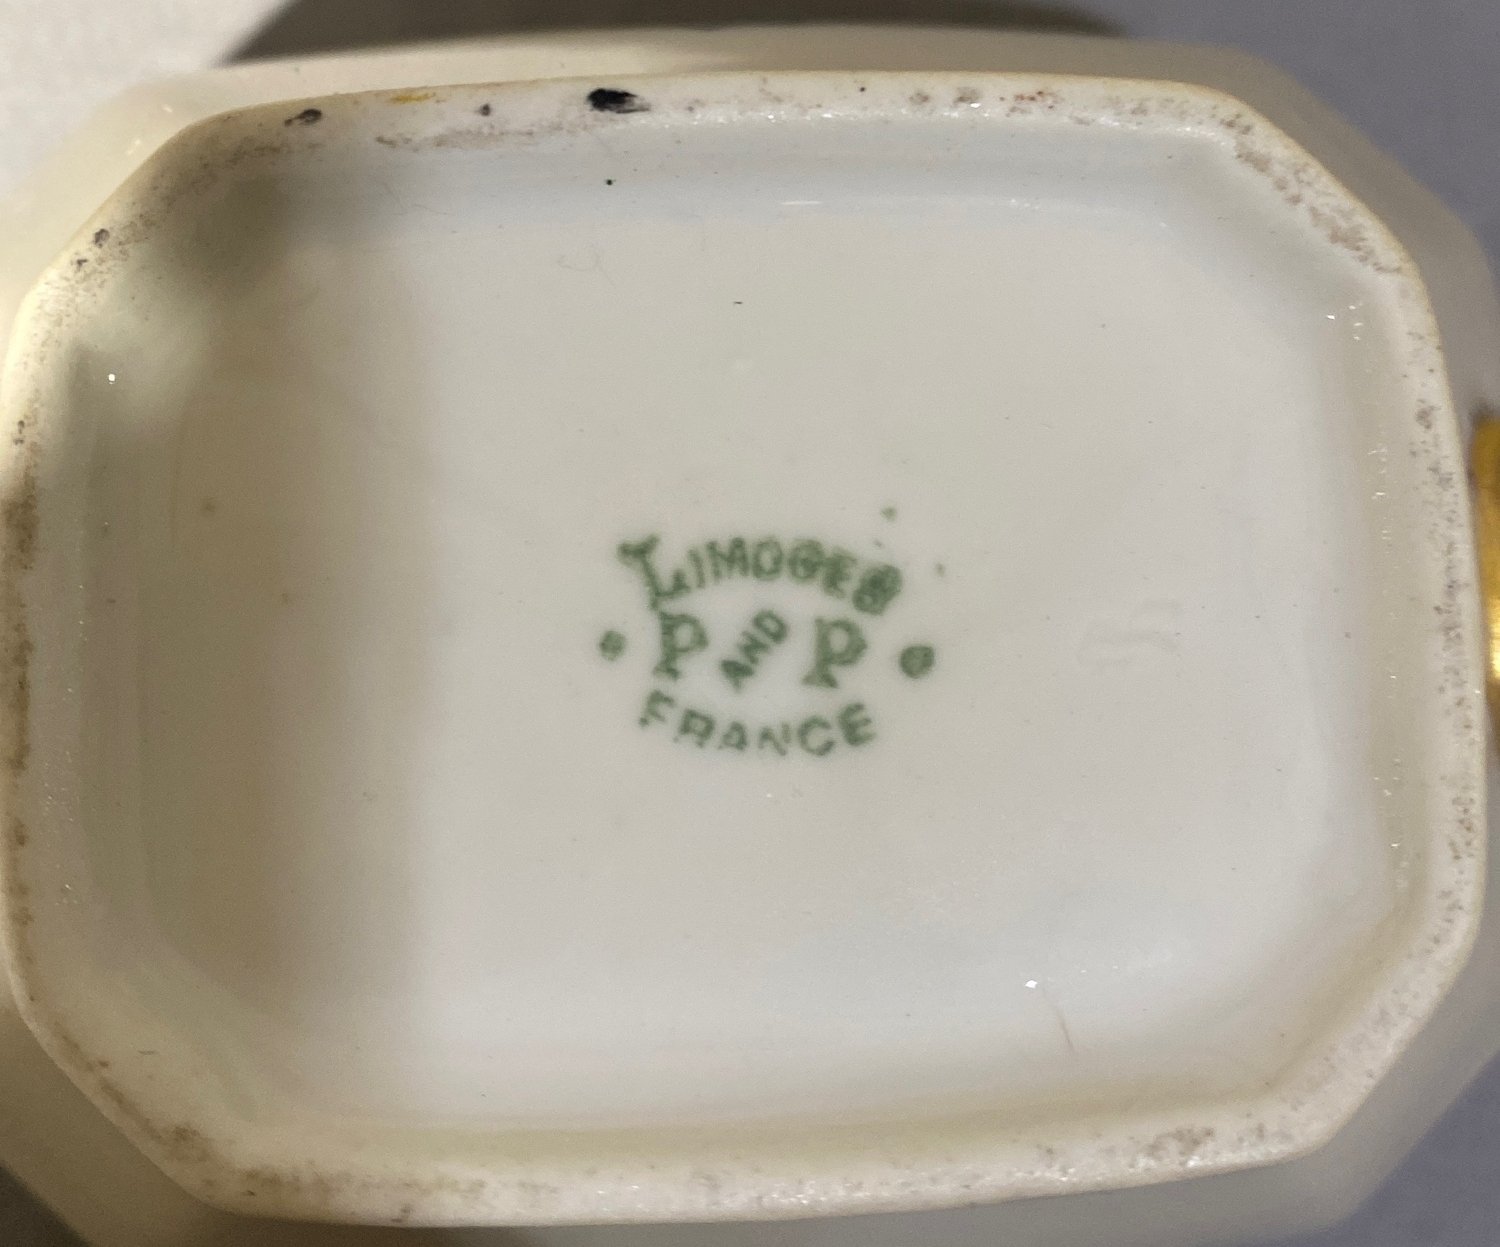 LIMOGES
P AND P
FRANCE